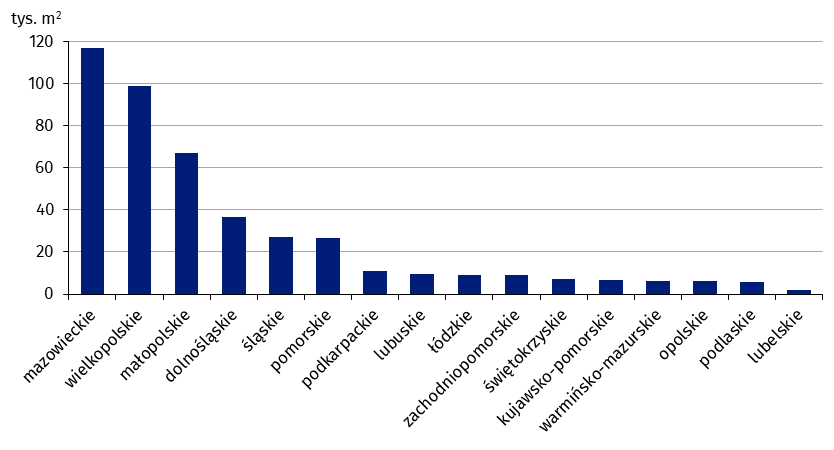 tys. m²
120
100
80
60
40
20
0
mazowieckie
wielkopolskie
małopolskie
dolnośląskie
śląskie
pomorskie
podkarpackie
lubuskie
łódzkie
zachodniopomorskie
świętokrzyskie
kujawsko-pomorskie
warmińsko-mazurskie
opolskie
podlaskie
lubelskie